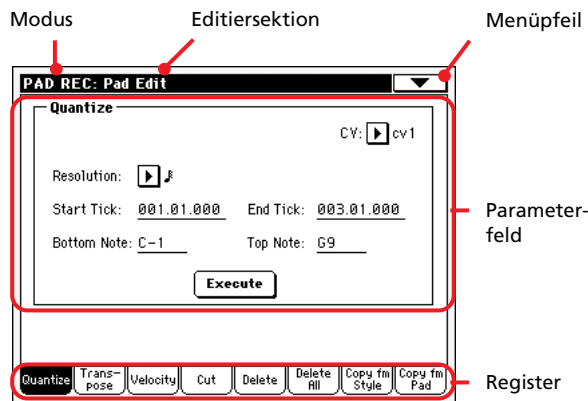 Modus Editiersektion Menüpfeil
PAD REC: Pad Edit
Quantize
CV: cv1
Resolution:
Start Tick: 001.01.000 End Tick: 003.01.000
Bottom Note: C-1 Top Note: G9
Execute
Parameter-
feld
Quantize Trans-
pose Velocity Cut Delete Delete
All Copy fm
Style Copy fm
Pad
Register